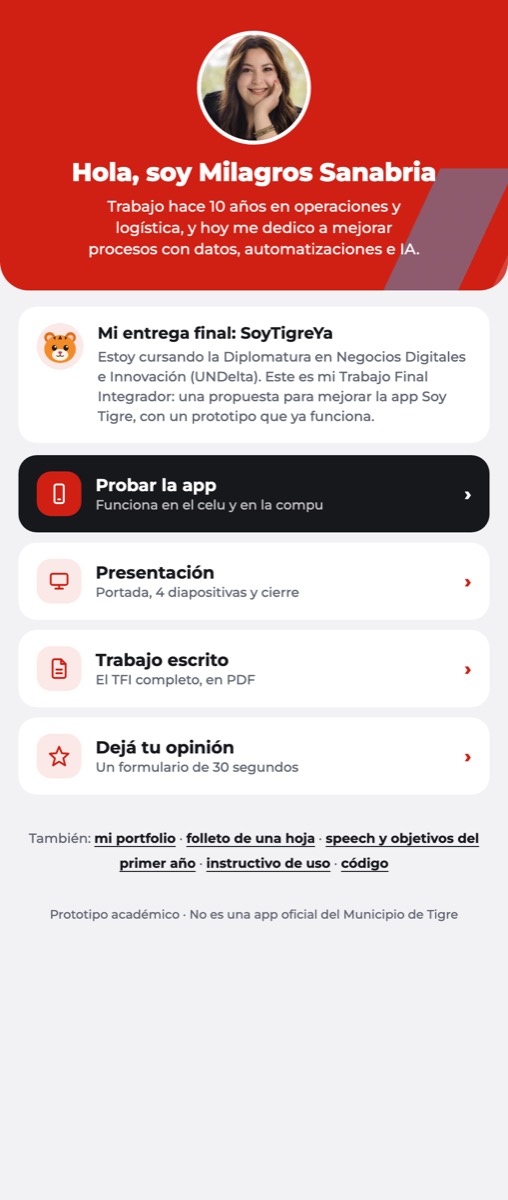 Hola, soy Milagros Sanabria
Trabajo hace 10 años en operaciones y
logística, y hoy me dedico a mejorar
procesos con datos, automatizaciones e IA.
Mi entrega final: SoyTigreYa
Estoy cursando la Diplomatura en Negocios Digitales
e Innovación (UNDelta). Este es mi Trabajo Final
Integrador: una propuesta para mejorar la app Soy
Tigre, con un prototipo que ya funciona.
Probar la app
Funciona en el celu y en la compu
Presentación
Portada, 4 diapositivas y cierre
Trabajo escrito
El TFI completo, en PDF
Dejá tu opinión
Un formulario de 30 segundos
También: mi portfolio · folleto de una hoja · speech y objetivos del
primer año · instructivo de uso · código
Prototipo académico · No es una app oficial del Municipio de Tigre